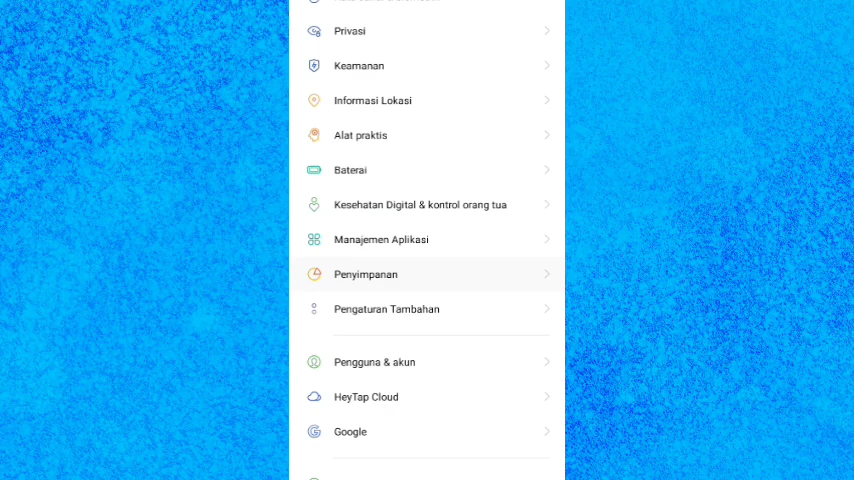 Privasi
Keamanan
Informasi Lokasi
Alat praktis
Baterai
Kesehatan Digital & kontrol orang tua
Manajemen Aplikasi
Penyimpanan
Pengaturan Tambahan
Pengguna & akun
HeyTap Cloud
Google